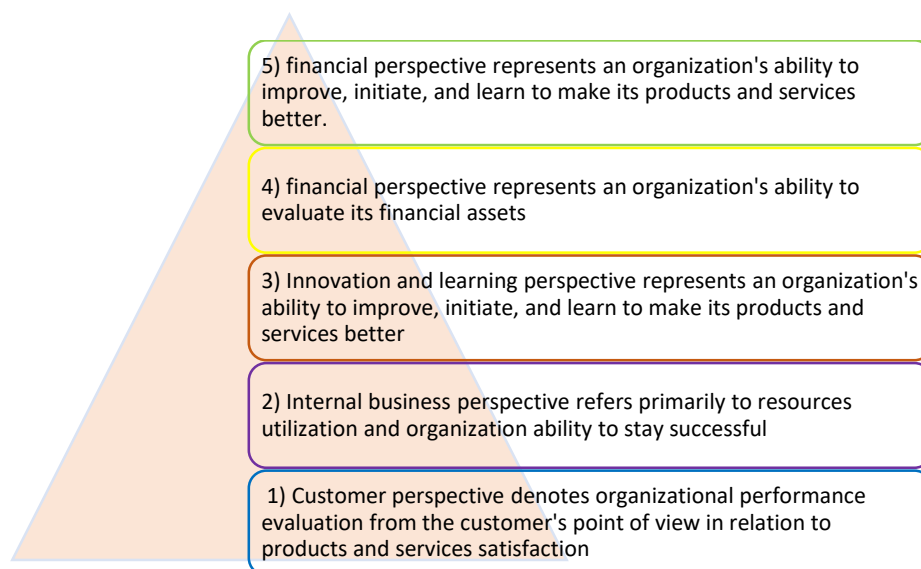 5) financial perspective represents an organization's ability to
improve, initiate, and learn to make its products and services
better.
4) financial perspective represents an organization's ability to
evaluate its financial assets
3) Innovation and learning perspective represents an organization's
ability to improve, initiate, and learn to make its products and
services better
2) Internal business perspective refers primarily to resources
utilization and organization ability to stay successful
1) Customer perspective denotes organizational performance
evaluation from the customer's point of view in relation to
products and services satisfaction